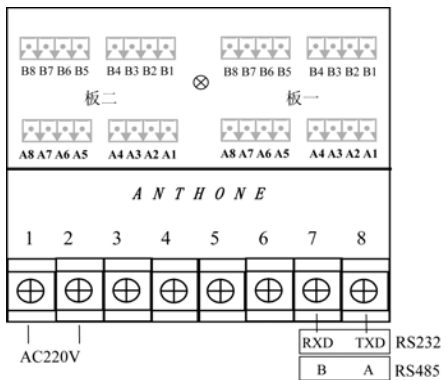 B8 B7 B6 B5 B4 B3 B2 B1 B8 B7 B6 B5 B4 B3 B2 B1
板二 板一
A8 A7 A6 A5 A4 A3 A2 A1 A8 A7 A6 A5 A4 A3 A2 A1
ANTHONE
1 2 3 4 5 6 7 8
AC220V RXD TXD RS232
B A RS485